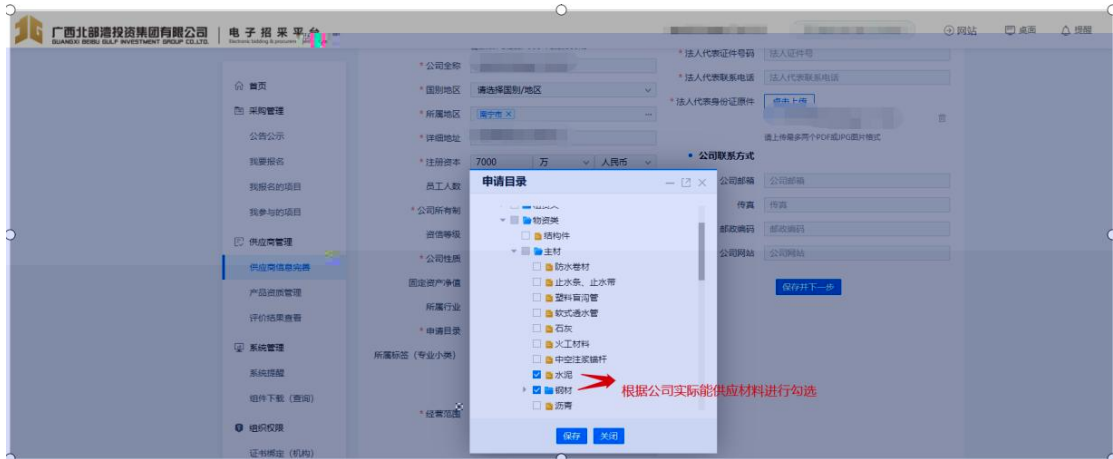 广西北部湾投资集团有限公司
GUANGXI BEIBU GULF INVESTMENT GROUP CO.,LTD.
电子招采平台
网站
桌面
提醒
首页
采购管理
公告公示
我要报名
我报名的项目
我参与的项目
供应商管理
供应商信息完善
产品资质管理
评价结果查看
系统管理
系统提醒
组件下载（查询）
组织权限
证书绑定（机构）
* 公司全称
* 国别地区 请选择国别/地区
* 所属地区 南宁市 ×
* 详细地址
* 注册资本 7000 万 人民币
员工人数
* 公司所有制
资信等级
* 公司性质
固定资产净值
所属行业
* 申请目录
所属标签（专业小类）
* 经营范围
* 法人代表证件号码 法人证件号
* 法人代表联系电话 法人代表联系电话
* 法人代表身份证原件 点击上传
请上传最多两个PDF或JPG图片格式
• 公司联系方式
公司邮箱 公司邮箱
传真 传真
邮政编码 邮政编码
公司网站 公司网站
保存并下一步
申请目录
物资类
结构件
主材
防水卷材
止水条、止水带
塑料盲沟管
软式透水管
石灰
火工材料
中空注浆锚杆
水泥
钢材
沥青
根据公司实际能供应材料进行勾选
保存
关闭